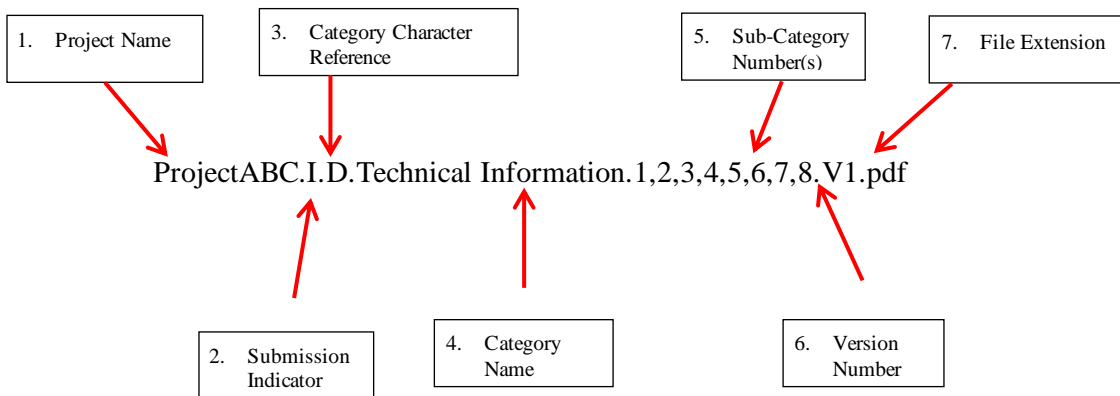 1. Project Name
3. Category Character
Reference
5. Sub-Category
Number(s)
7. File Extension
ProjectABC.I.D.Technical Information.1,2,3,4,5,6,7,8.V1.pdf
2. Submission
Indicator
4. Category
Name
6. Version
Number